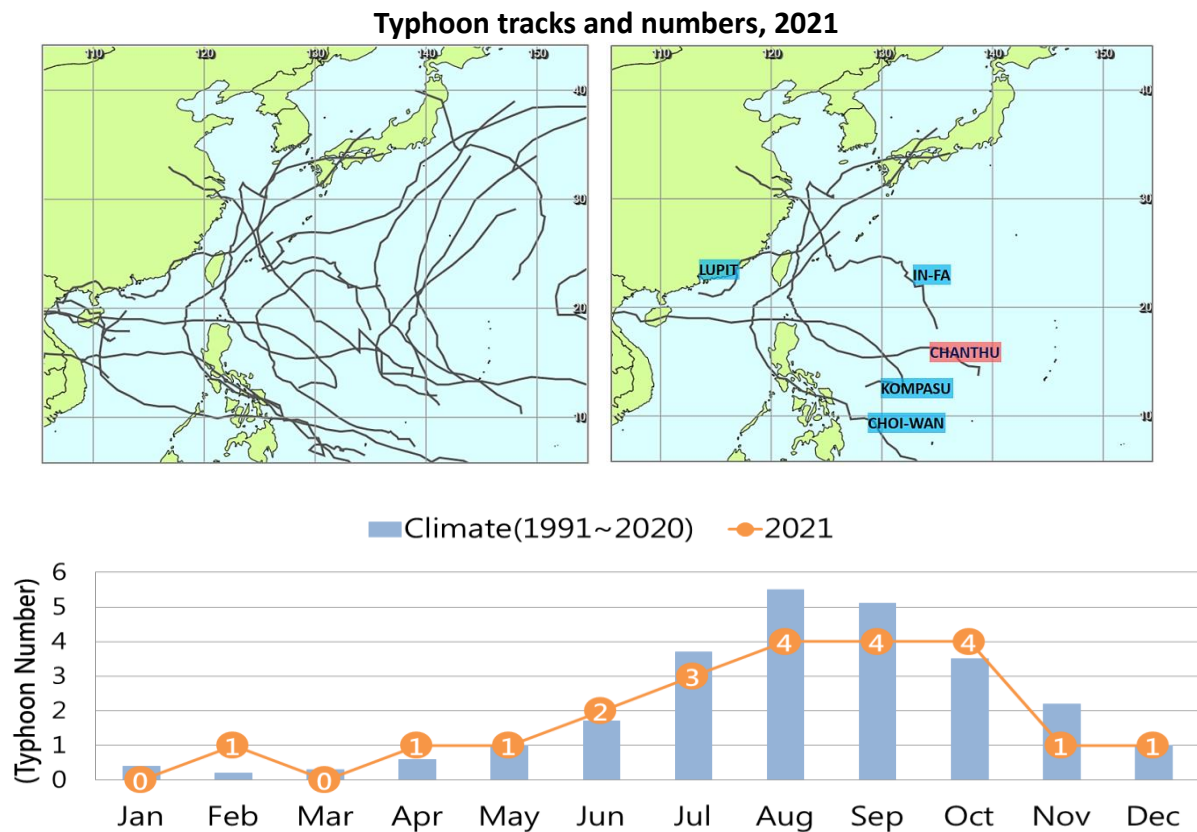 Typhoon tracks and numbers, 2021
110 120 130 140 150
40
30
20
10
110 120 130 140 150
40
30
20
10
LUPIT
IN-FA
CHANTHU
KOMPASU
CHOI-WAN
Climate(1991~2020) 2021
(Typhoon Number)
6
5
4
3
2
1
0
0 1 0 1 1 2 3 4 4 4 1 1
Jan Feb Mar Apr May Jun Jul Aug Sep Oct Nov Dec